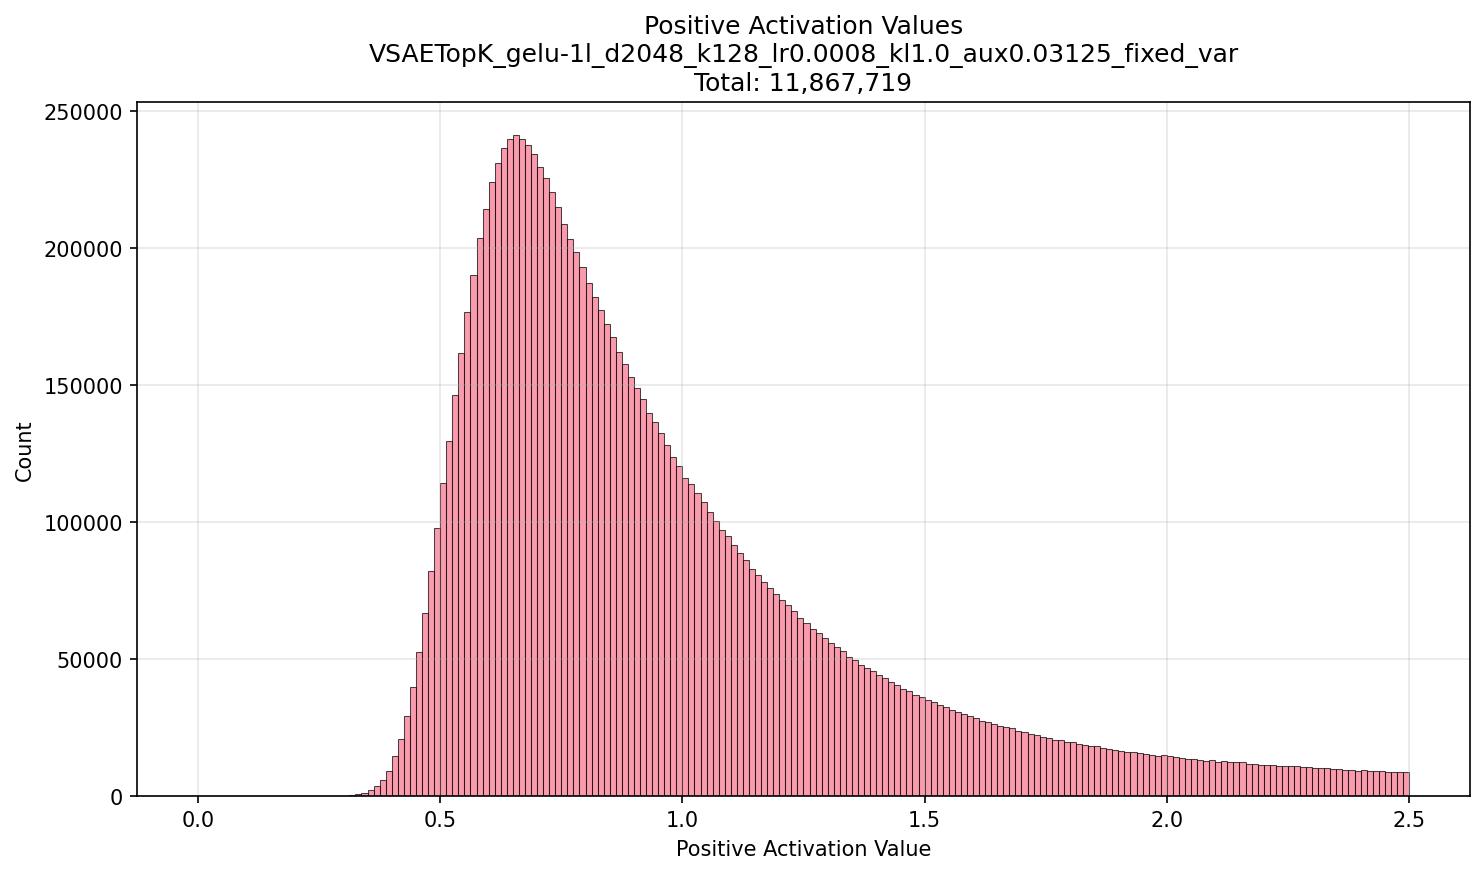 Positive Activation Values
VSAETopK_gelu-1l_d2048_k128_lr0.0008_kl1.0_aux0.03125_fixed_var
Total: 11,867,719
250000
200000
150000
100000
50000
0
Count
0.0 0.5 1.0 1.5 2.0 2.5
Positive Activation Value